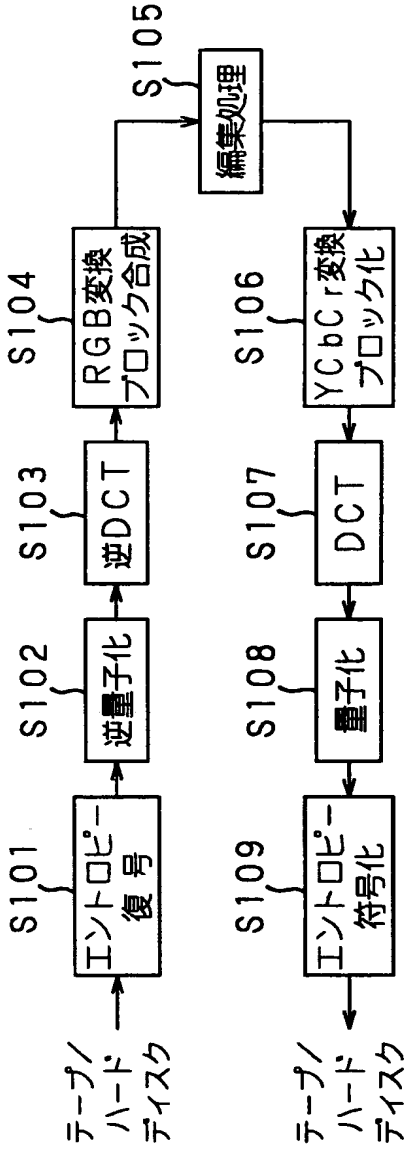 テープ/
ハード
ディスク
S101
エントロピー
復号
S102
逆量子化
S103
逆DCT
S104
RGB変換
ブロック合成
S105
編集処理
S106
YCbCr変換
ブロック化
S107
DCT
S108
量子化
S109
エントロピー
符号化
テープ/
ハード
ディスク